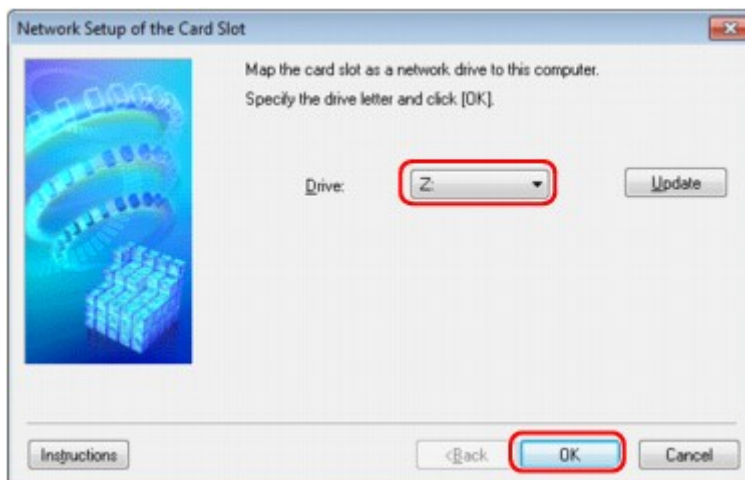 Network Setup of the Card Slot
Map the card slot as a network drive to this computer.
Specify the drive letter and click [OK].
Drive: Z: Update
Instructions <Back OK Cancel